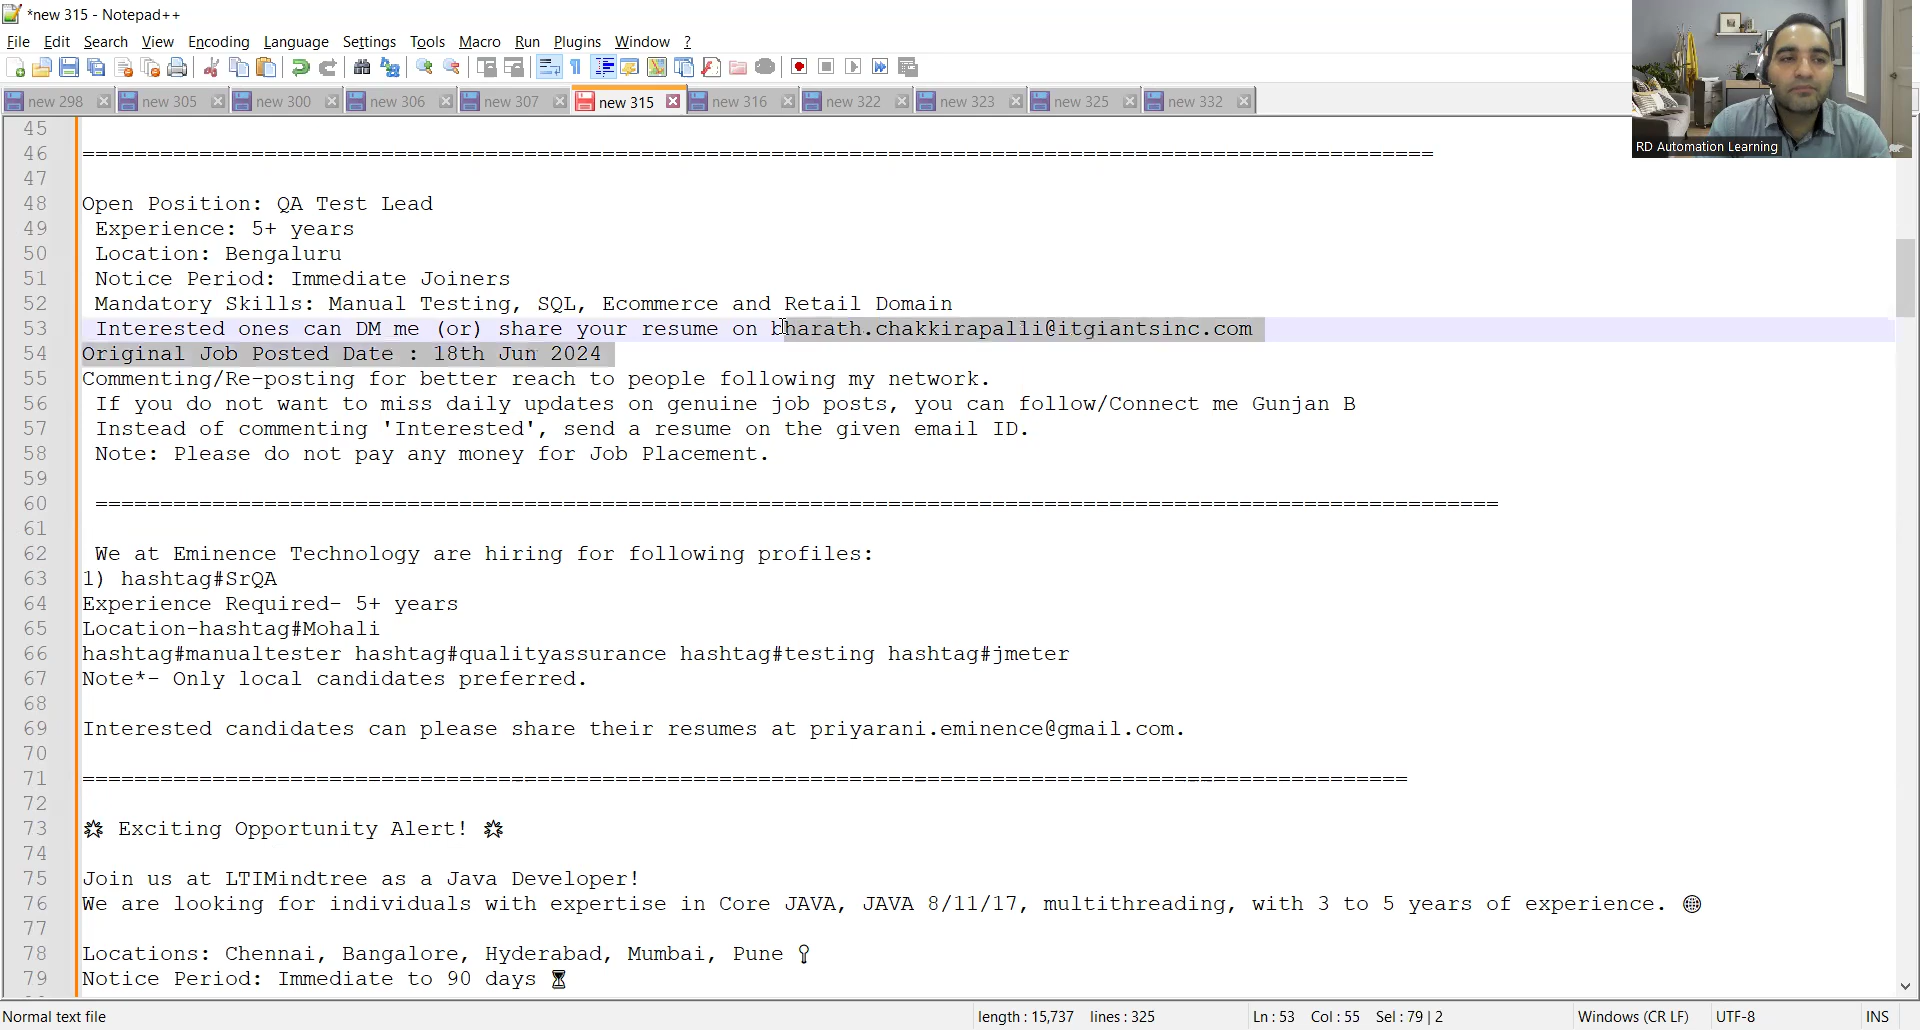 *new 315 - Notepad++
File Edit Search View Encoding Language Settings Tools Macro Run Plugins Window ?
new 298 new 305 new 300 new 306 new 307 new 315 new 316 new 322 new 323 new 325 new 332
RD Automation Learning
45
46 ========================================================================================================
47
48 Open Position: QA Test Lead
49 Experience: 5+ years
50 Location: Bengaluru
51 Notice Period: Immediate Joiners
52 Mandatory Skills: Manual Testing, SQL, Ecommerce and Retail Domain
53 Interested ones can DM me (or) share your resume on bharath.chakkirapalli@itgiantsinc.com
54 Original Job Posted Date : 18th Jun 2024
55 Commenting/Re-posting for better reach to people following my network.
56 If you do not want to miss daily updates on genuine job posts, you can follow/Connect me Gunjan B
57 Instead of commenting 'Interested', send a resume on the given email ID.
58 Note: Please do not pay any money for Job Placement.
59
60 ============================================================================================================
61
62 We at Eminence Technology are hiring for following profiles:
63 1) hashtag#SrQA
64 Experience Required- 5+ years
65 Location-hashtag#Mohali
66 hashtag#manualtester hashtag#qualityassurance hashtag#testing hashtag#jmeter
67 Note*- Only local candidates preferred.
68
69 Interested candidates can please share their resumes at priyarani.eminence@gmail.com.
70
71 ======================================================================================================
72
73 Exciting Opportunity Alert!
74
75 Join us at LTIMindtree as a Java Developer!
76 We are looking for individuals with expertise in Core JAVA, JAVA 8/11/17, multithreading, with 3 to 5 years of experience.
77
78 Locations: Chennai, Bangalore, Hyderabad, Mumbai, Pune
79 Notice Period: Immediate to 90 days
Normal text file length : 15,737 lines : 325 Ln : 53 Col : 55 Sel : 79 | 2 Windows (CR LF) UTF-8 INS